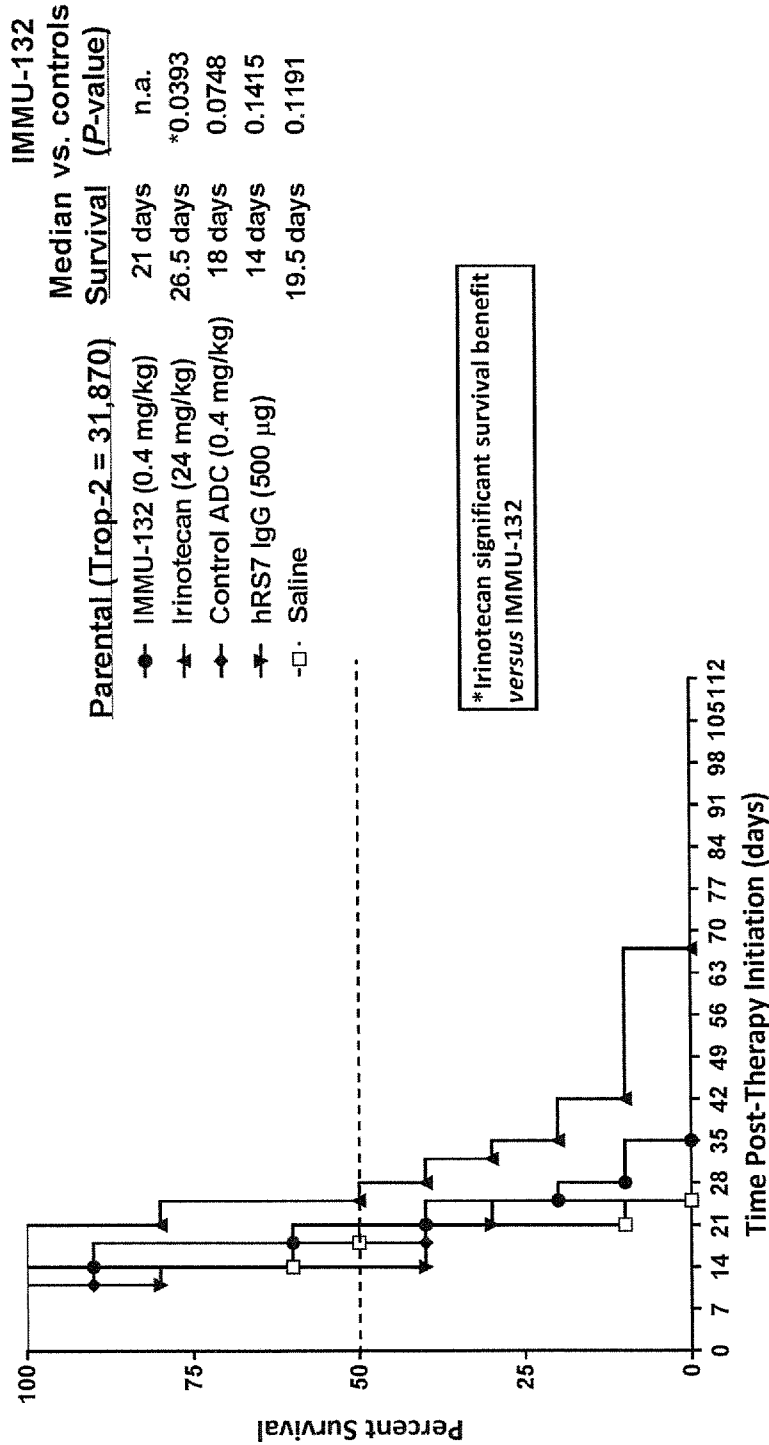 IMMU-132
Median vs. controls
Parental (Trop-2 = 31,870) Survival (P-value)
IMMU-132 (0.4 mg/kg) 21 days n.a.
Irinotecan (24 mg/kg) 26.5 days *0.0393
Control ADC (0.4 mg/kg) 18 days 0.0748
hRS7 IgG (500 μg) 14 days 0.1415
Saline 19.5 days 0.1191
*Irinotecan significant survival benefit
versus IMMU-132
Percent Survival
100
75
50
25
0
0 7 14 21 28 35 42 49 56 63 70 77 84 91 98 105 112
Time Post-Therapy Initiation (days)